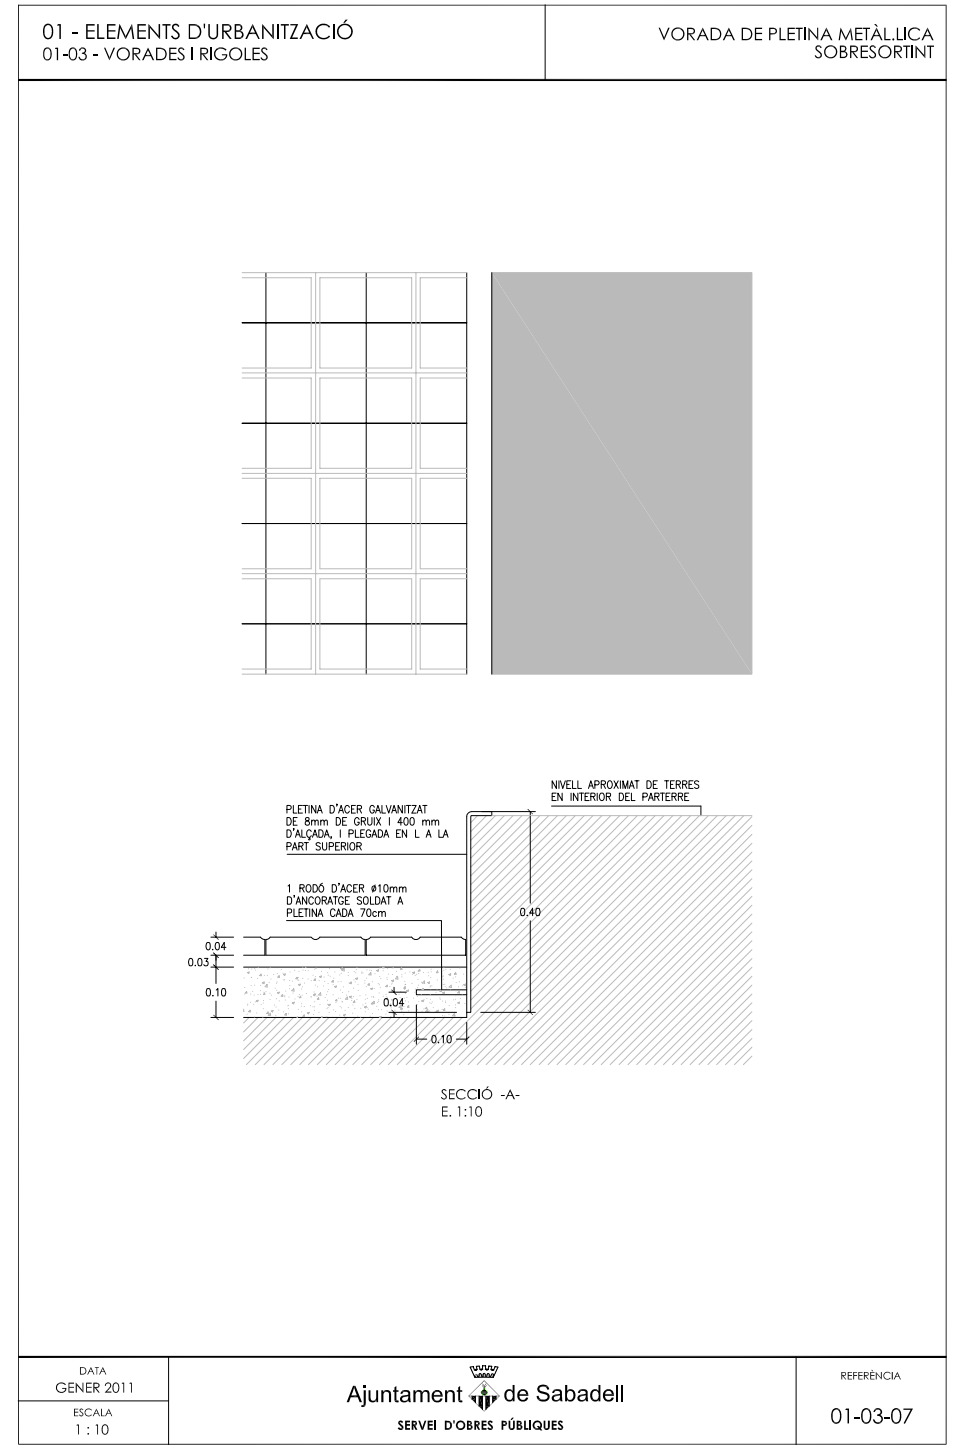 01 - ELEMENTS D'URBANITZACIÓ
01-03 - VORADES I RIGOLES
VORADA DE PLETINA METÀL.LICA
SOBRESORTINT
NIVELL APROXIMAT DE TERRES
EN INTERIOR DEL PARTERRE
PLETINA D'ACER GALVANITZAT
DE 8mm DE GRUIX I 400 mm
D'ALÇADA, I PLEGADA EN L A LA
PART SUPERIOR
1 RODÓ D'ACER ø10mm
D'ANCORATGE SOLDAT A
PLETINA CADA 70cm
0.40
0.04
0.03
0.10
0.04
0.10
SECCIÓ -A-
E. 1:10
DATA
GENER 2011
ESCALA
1 : 10
Ajuntament de Sabadell
SERVEI D'OBRES PÚBLIQUES
REFERÈNCIA
01-03-07